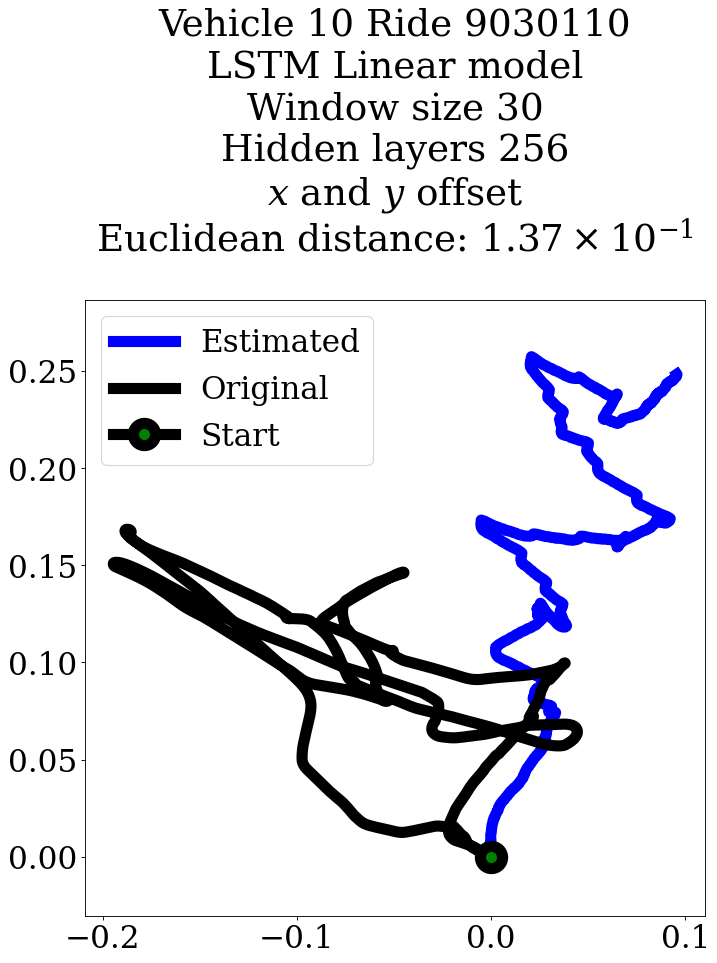 Vehicle 10 Ride 9030110
LSTM Linear model
Window size 30
Hidden layers 256
x and y offset
Euclidean distance: 1.37 × 10⁻¹
Estimated
Original
Start
0.25
0.20
0.15
0.10
0.05
0.00
−0.2 −0.1 0.0 0.1